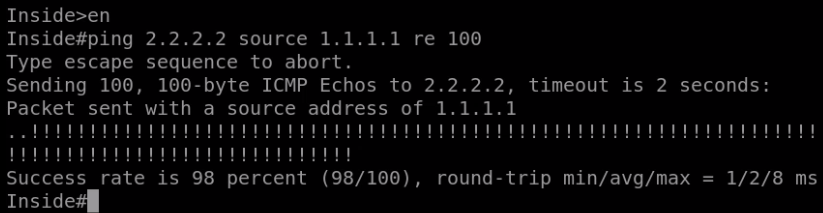 Inside>en
Inside#ping 2.2.2.2 source 1.1.1.1 re 100
Type escape sequence to abort.
Sending 100, 100-byte ICMP Echos to 2.2.2.2, timeout is 2 seconds:
Packet sent with a source address of 1.1.1.1
..!!!!!!!!!!!!!!!!!!!!!!!!!!!!!!!!!!!!!!!!!!!!!!!!!!!!!!!!!!!!!!!!!!!!
!!!!!!!!!!!!!!!!!!!!!!!!!!!!!!
Success rate is 98 percent (98/100), round-trip min/avg/max = 1/2/8 ms
Inside#